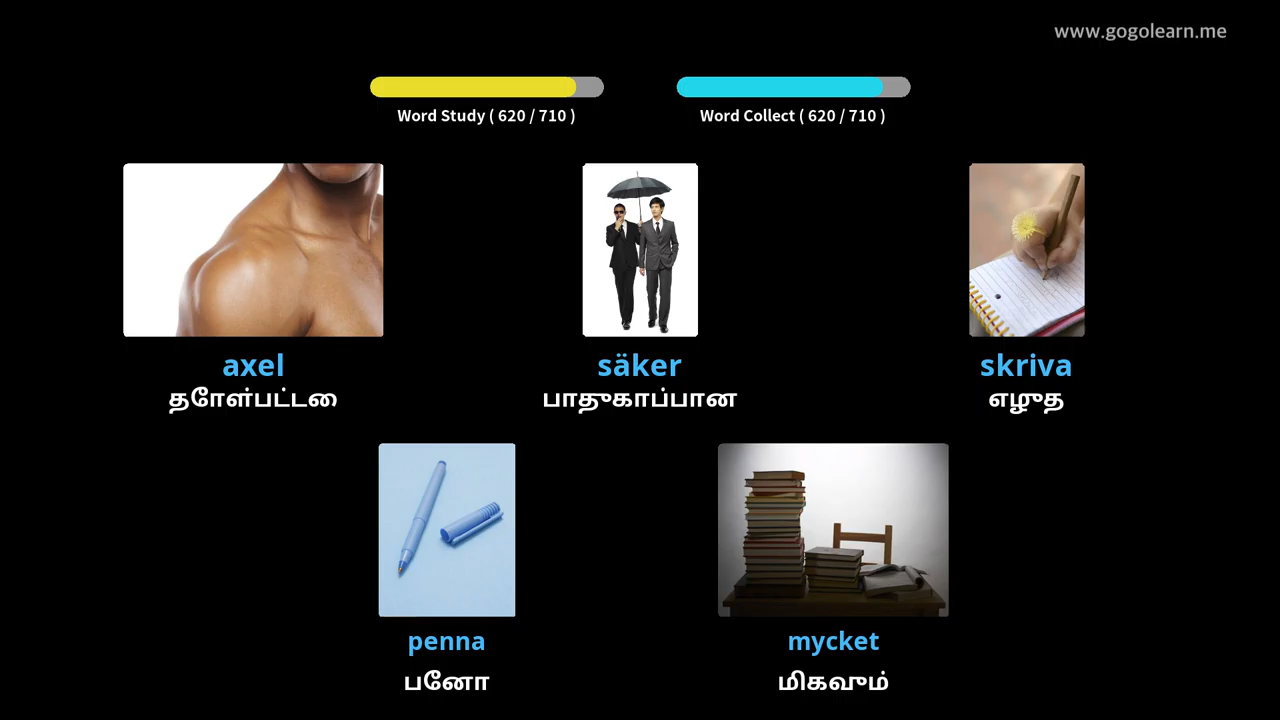 www.gogolearn.me
Word Study ( 620 / 710 )
Word Collect ( 620 / 710 )
axel
தோள்பட்டை
säker
பாதுகாப்பான
skriva
எழுத
penna
பேனா
mycket
மிகவும்